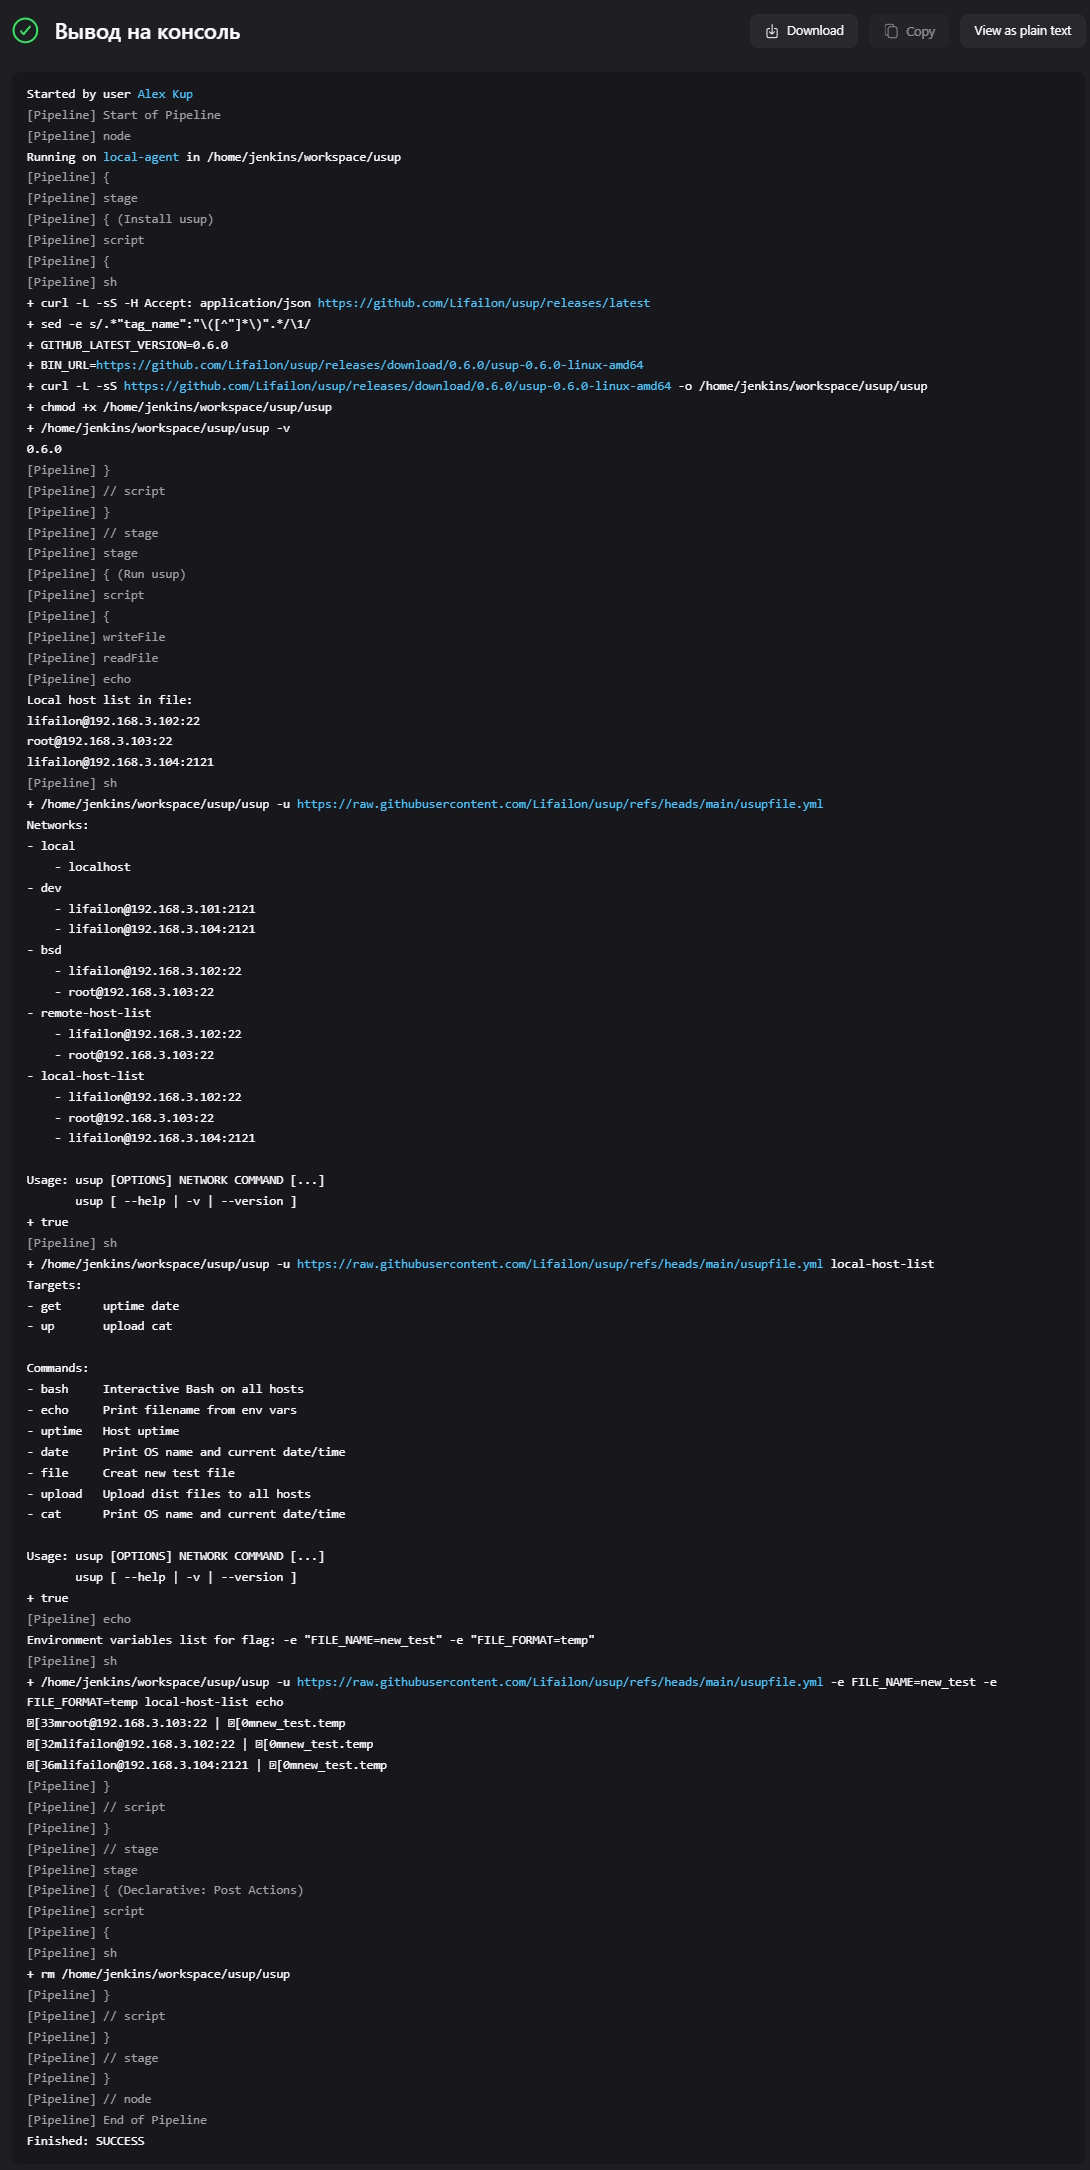 Вывод на консоль
Download
Copy
View as plain text
Started by user Alex Kup
[Pipeline] Start of Pipeline
[Pipeline] node
Running on local-agent in /home/jenkins/workspace/usup
[Pipeline] {
[Pipeline] stage
[Pipeline] { (Install usup)
[Pipeline] script
[Pipeline] {
[Pipeline] sh
+ curl -L -sS -H Accept: application/json https://github.com/Lifailon/usup/releases/latest
+ sed -e s/.*"tag_name":"\([^"]*\)".*/\1/
+ GITHUB_LATEST_VERSION=0.6.0
+ BIN_URL=https://github.com/Lifailon/usup/releases/download/0.6.0/usup-0.6.0-linux-amd64
+ curl -L -sS https://github.com/Lifailon/usup/releases/download/0.6.0/usup-0.6.0-linux-amd64 -o /home/jenkins/workspace/usup/usup
+ chmod +x /home/jenkins/workspace/usup/usup
+ /home/jenkins/workspace/usup/usup -v
0.6.0
[Pipeline] }
[Pipeline] // script
[Pipeline] }
[Pipeline] // stage
[Pipeline] stage
[Pipeline] { (Run usup)
[Pipeline] script
[Pipeline] {
[Pipeline] writeFile
[Pipeline] readFile
[Pipeline] echo
Local host list in file:
lifailon@192.168.3.102:22
root@192.168.3.103:22
lifailon@192.168.3.104:2121
[Pipeline] sh
+ /home/jenkins/workspace/usup/usup -u https://raw.githubusercontent.com/Lifailon/usup/refs/heads/main/usupfile.yml
Networks:
- local
    - localhost
- dev
    - lifailon@192.168.3.101:2121
    - lifailon@192.168.3.104:2121
- bsd
    - lifailon@192.168.3.102:22
    - root@192.168.3.103:22
- remote-host-list
    - lifailon@192.168.3.102:22
    - root@192.168.3.103:22
- local-host-list
    - lifailon@192.168.3.102:22
    - root@192.168.3.103:22
    - lifailon@192.168.3.104:2121
Usage: usup [OPTIONS] NETWORK COMMAND [...]
       usup [ --help | -v | --version ]
+ true
[Pipeline] sh
+ /home/jenkins/workspace/usup/usup -u https://raw.githubusercontent.com/Lifailon/usup/refs/heads/main/usupfile.yml local-host-list
Targets:
- get      uptime date
- up       upload cat
Commands:
- bash     Interactive Bash on all hosts
- echo     Print filename from env vars
- uptime   Host uptime
- date     Print OS name and current date/time
- file     Creat new test file
- upload   Upload dist files to all hosts
- cat      Print OS name and current date/time
Usage: usup [OPTIONS] NETWORK COMMAND [...]
       usup [ --help | -v | --version ]
+ true
[Pipeline] echo
Environment variables list for flag: -e "FILE_NAME=new_test" -e "FILE_FORMAT=temp"
[Pipeline] sh
+ /home/jenkins/workspace/usup/usup -u https://raw.githubusercontent.com/Lifailon/usup/refs/heads/main/usupfile.yml -e FILE_NAME=new_test -e
FILE_FORMAT=temp local-host-list echo
[33mroot@192.168.3.103:22 | [0mnew_test.temp
[32mlifailon@192.168.3.102:22 | [0mnew_test.temp
[36mlifailon@192.168.3.104:2121 | [0mnew_test.temp
[Pipeline] }
[Pipeline] // script
[Pipeline] }
[Pipeline] // stage
[Pipeline] stage
[Pipeline] { (Declarative: Post Actions)
[Pipeline] script
[Pipeline] {
[Pipeline] sh
+ rm /home/jenkins/workspace/usup/usup
[Pipeline] }
[Pipeline] // script
[Pipeline] }
[Pipeline] // stage
[Pipeline] }
[Pipeline] // node
[Pipeline] End of Pipeline
Finished: SUCCESS